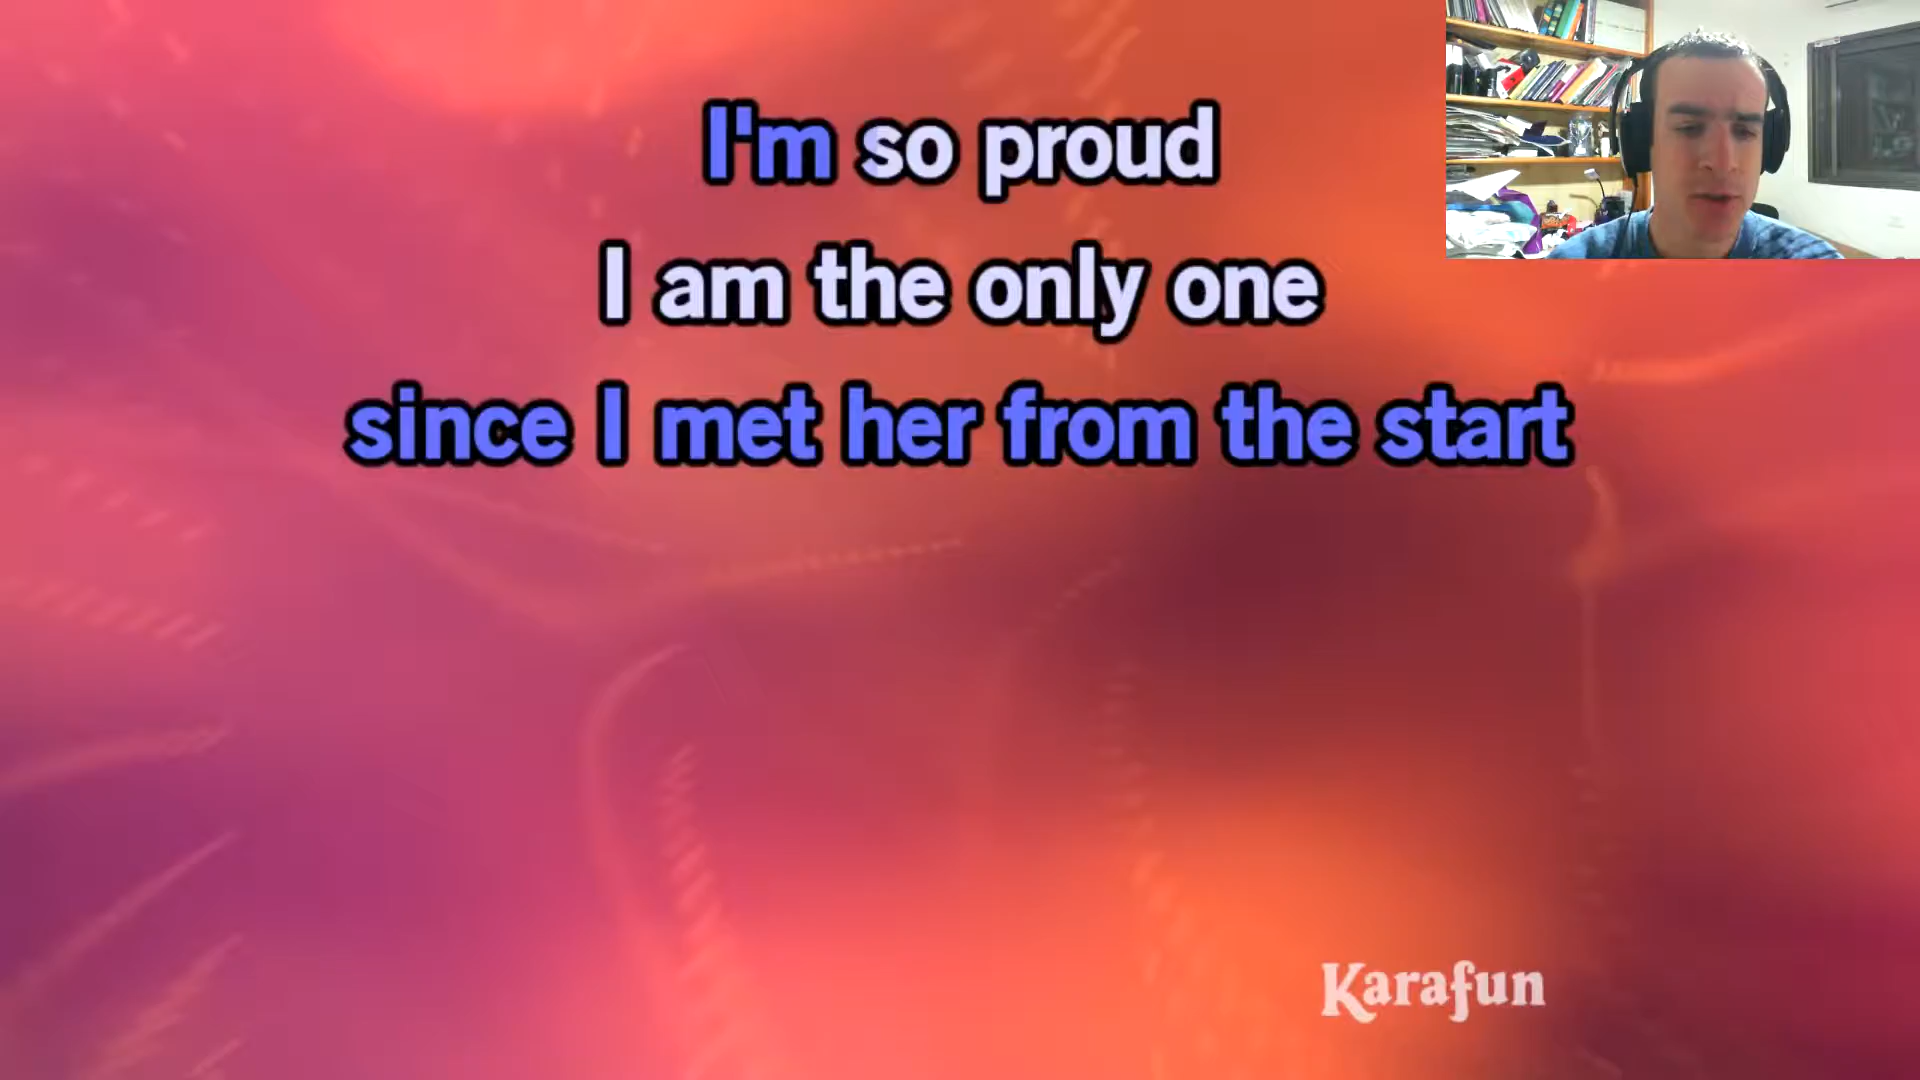 I'm so proud
I am the only one
since I met her from the start
Karafun